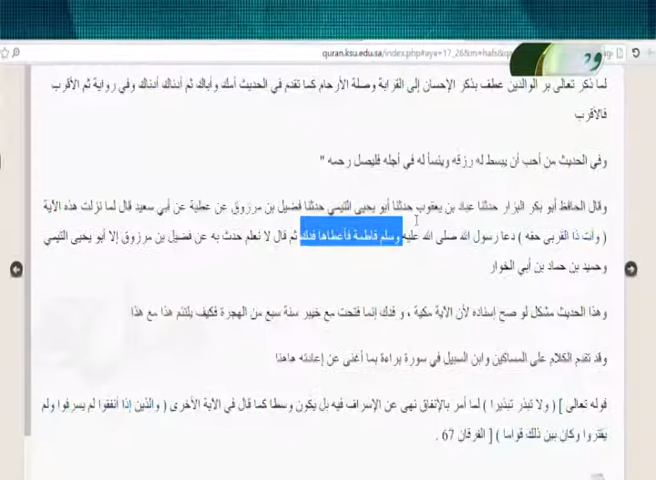 quran.ksu.edu.sa/index.php#aya=17_26&m=hafs&q
لما ذكر تعالى بر الوالدين عطف بذكر الإحسان إلى القرابة وصلة الأرحام كما تقدم في الحديث أمك وأباك ثم أدناك أدناك وفي رواية ثم الأقرب
فالأقرب
وفي الحديث من أحب أن يبسط له رزقه وينسأ له في أجله فليصل رحمه "
وقال الحافظ أبو بكر البزار حدثنا عباد بن يعقوب حدثنا أبو يحيى التيمي حدثنا فضيل بن مرزوق عن عطية عن أبي سعيد قال لما نزلت هذه الآية
( وآت ذا القربى حقه ) دعا رسول الله صلى الله عليه وسلم فاطمة فأعطاها فدك ثم قال لا نعلم حدث به عن فضيل بن مرزوق إلا أبو يحيى التيمي
وحميد بن حماد بن أبي الخوار
وهذا الحديث مشكل لو صح إسناده لأن الآية مكية ، و فدك إنما فتحت مع خيبر سنة سبع من الهجرة فكيف يلتئم هذا مع هذا
وقد تقدم الكلام على المساكين وابن السبيل في سورة براءة بما أغنى عن إعادته هاهنا
قوله تعالى [ ( ولا تبذر تبذيرا ) لما أمر بالإنفاق نهى عن الإسراف فيه بل يكون وسطا كما قال في الآية الأخرى ( والذين إذا أنفقوا لم يسرفوا ولم
يقتروا وكان بين ذلك قواما ) [ الفرقان 67 .